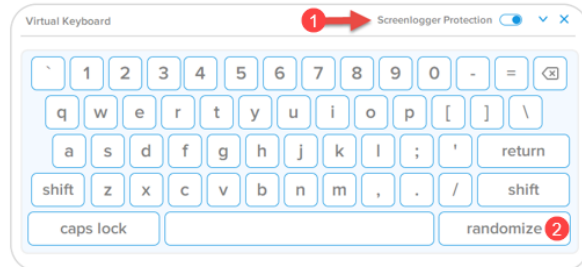 Virtual Keyboard 1 Screenlogger Protection
` 1 2 3 4 5 6 7 8 9 0 - =
q w e r t y u i o p [ ] \
a s d f g h j k l ; ' return
shift z x c v b n m , . / shift
caps lock randomize 2